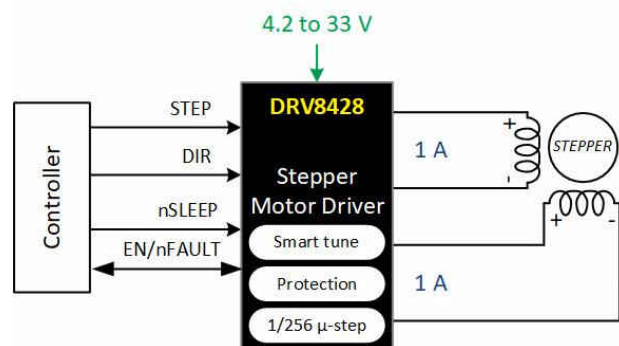 4.2 to 33 V
Controller
STEP
DIR
nSLEEP
EN/nFAULT
DRV8428
Stepper
Motor Driver
Smart tune
Protection
1/256 µ-step
1 A
+
-
STEPPER
+ -
1 A